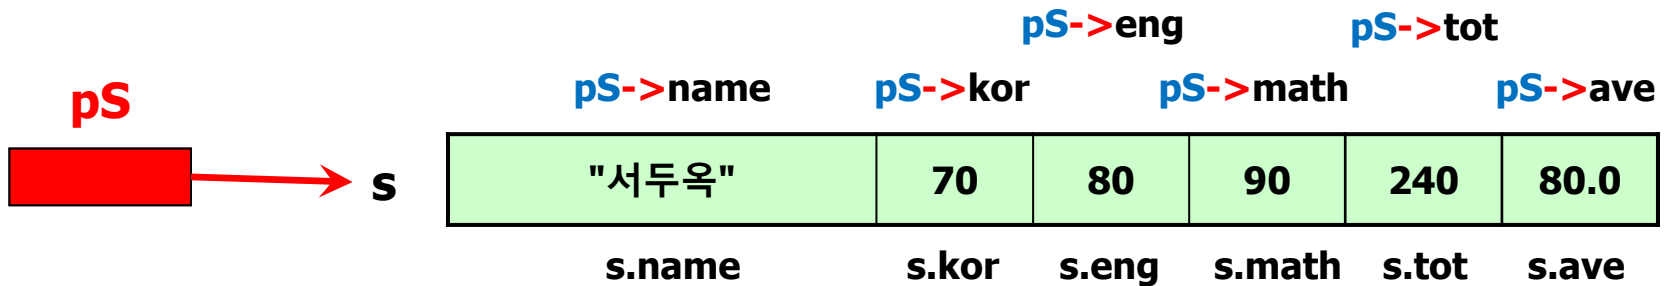 pS->eng pS->tot
pS->name pS->kor pS->math pS->ave
pS
s "서두옥" 70 80 90 240 80.0
s.name s.kor s.eng s.math s.tot s.ave